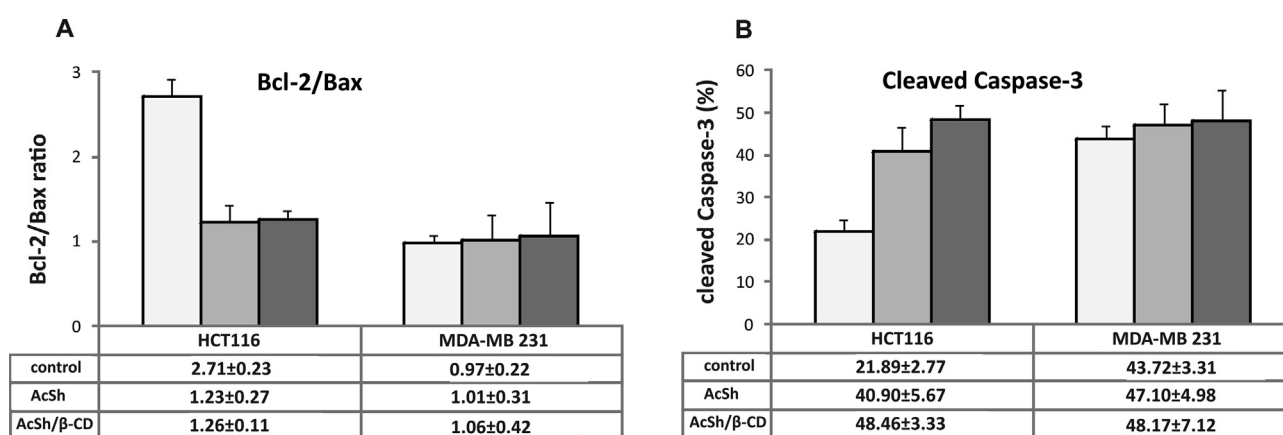 A
Bcl-2/Bax
Bcl-2/Bax ratio
3
2
1
0
HCT116 MDA-MB 231
control 2.71±0.23 0.97±0.22
AcSh 1.23±0.27 1.01±0.31
AcSh/β-CD 1.26±0.11 1.06±0.42
B
Cleaved Caspase-3
cleaved Caspase-3 (%)
60
50
40
30
20
10
0
HCT116 MDA-MB 231
control 21.89±2.77 43.72±3.31
AcSh 40.90±5.67 47.10±4.98
AcSh/β-CD 48.46±3.33 48.17±7.12